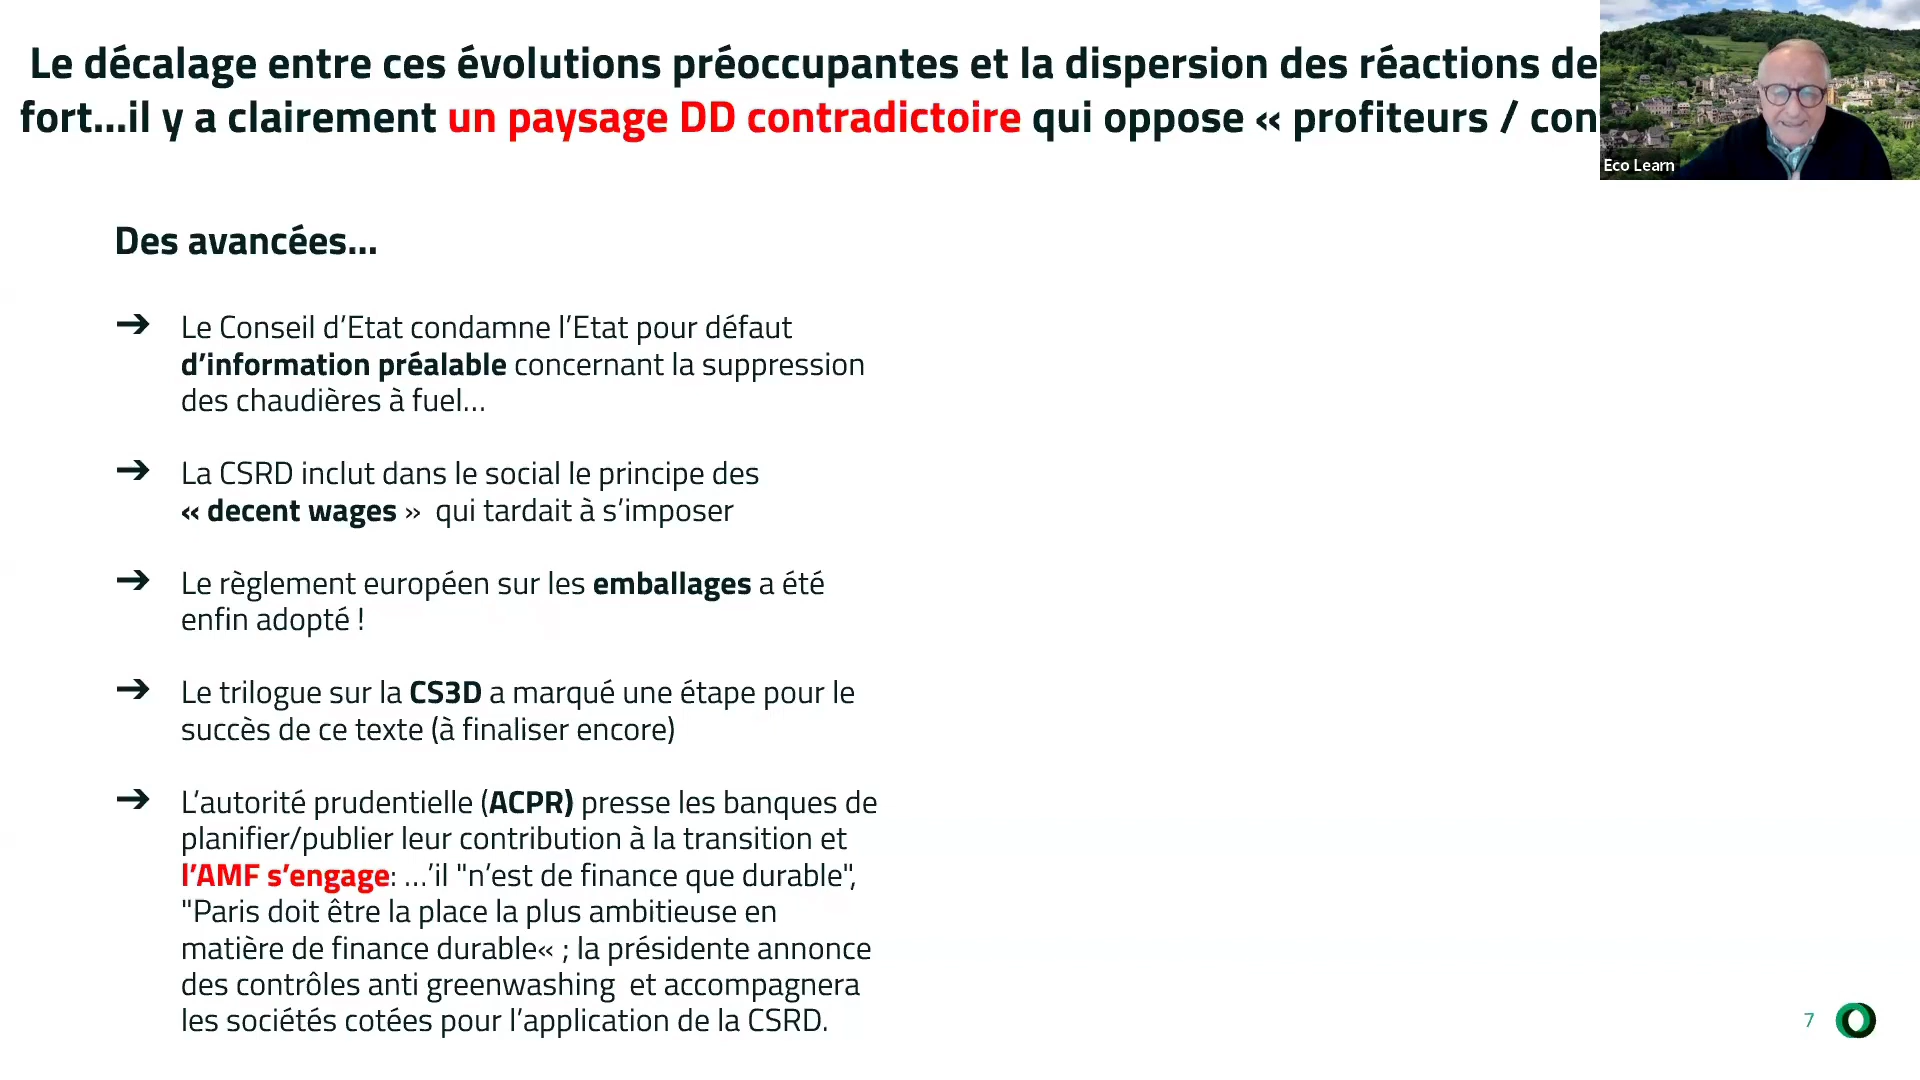 Le décalage entre ces évolutions préoccupantes et la dispersion des réactions de
fort...il y a clairement un paysage DD contradictoire qui oppose « profiteurs / con
Eco Learn
Des avancées...
➔ Le Conseil d’Etat condamne l’Etat pour défaut
d’information préalable concernant la suppression
des chaudières à fuel...
➔ La CSRD inclut dans le social le principe des
« decent wages »  qui tardait à s’imposer
➔ Le règlement européen sur les emballages a été
enfin adopté !
➔ Le trilogue sur la CS3D a marqué une étape pour le
succès de ce texte (à finaliser encore)
➔ L’autorité prudentielle (ACPR) presse les banques de
planifier/publier leur contribution à la transition et
l’AMF s’engage: ...’il "n’est de finance que durable",
"Paris doit être la place la plus ambitieuse en
matière de finance durable« ; la présidente annonce
des contrôles anti greenwashing  et accompagnera
les sociétés cotées pour l’application de la CSRD.
7